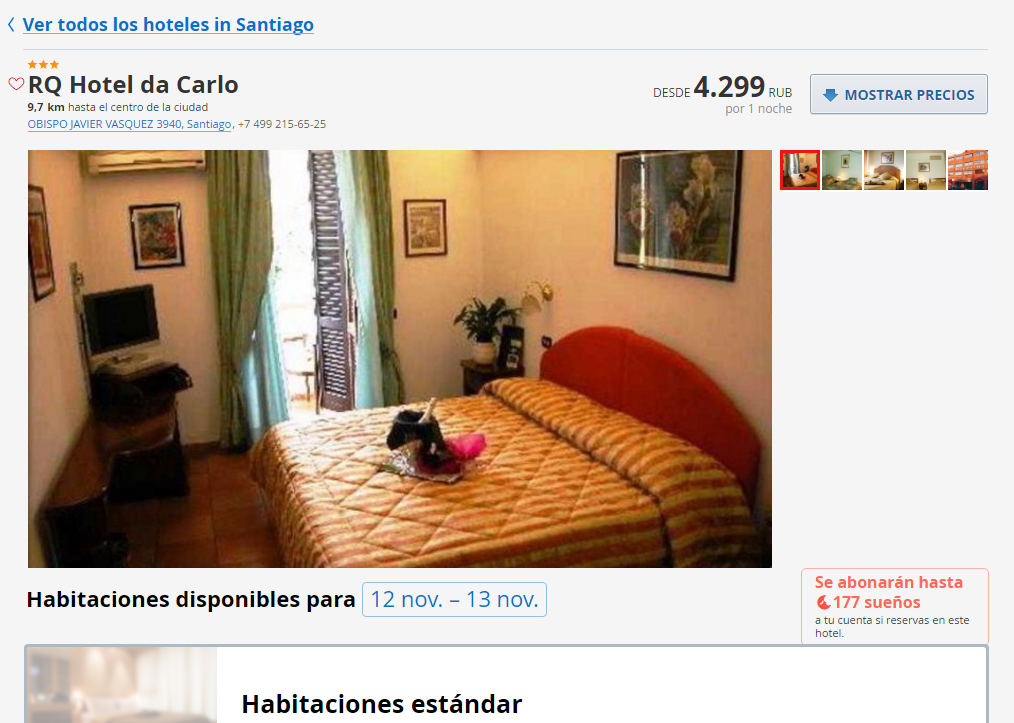 Ver todos los hoteles in Santiago
RQ Hotel da Carlo
9,7 km hasta el centro de la ciudad
OBISPO JAVIER VASQUEZ 3940, Santiago, +7 499 215-65-25
DESDE 4.299 RUB
por 1 noche
MOSTRAR PRECIOS
Habitaciones disponibles para 12 nov. – 13 nov.
Se abonarán hasta
177 sueños
a tu cuenta si reservas en este
hotel.
Habitaciones estándar